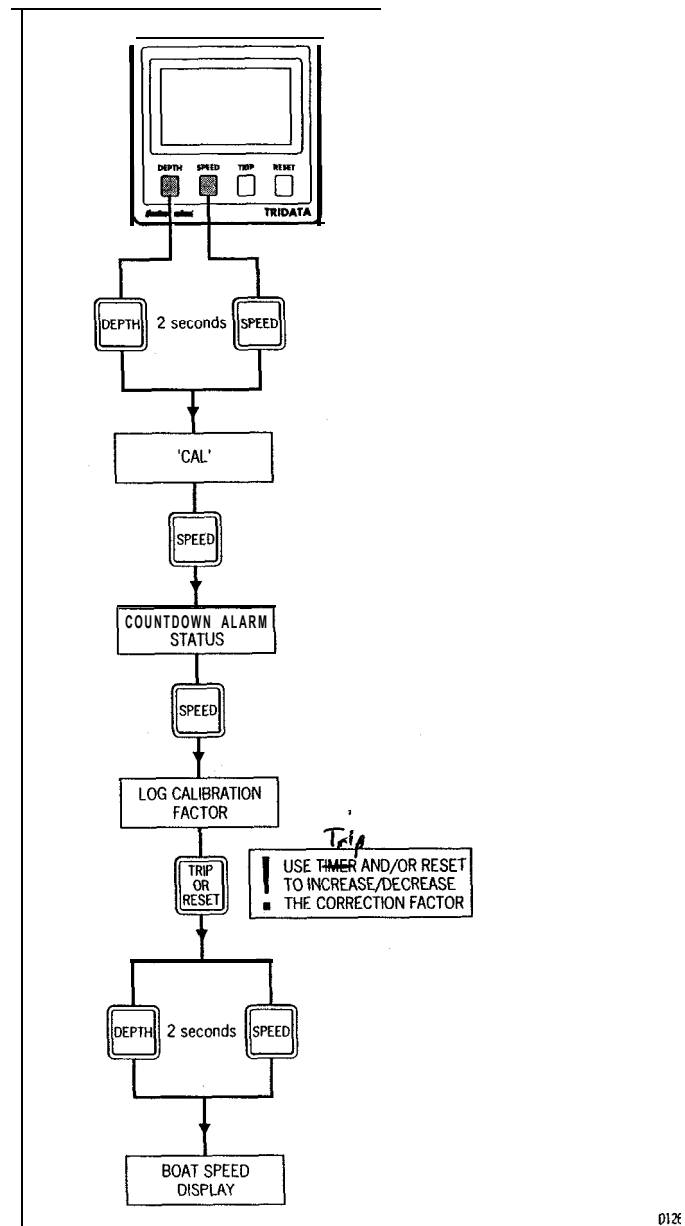 DEPTH SPEED TRIP RESET
TRIDATA
DEPTH 2 seconds SPEED
'CAL'
SPEED
COUNTDOWN ALARM
STATUS
SPEED
LOG CALIBRATION
FACTOR
Trip
TRIP
OR
RESET
! USE TIMER AND/OR RESET
TO INCREASE/DECREASE
THE CORRECTION FACTOR
DEPTH 2 seconds SPEED
BOAT SPEED
DISPLAY